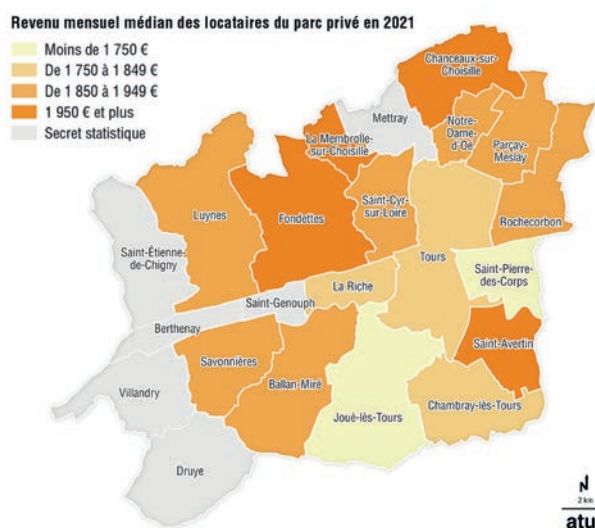 Revenu mensuel médian des locataires du parc privé en 2021
Moins de 1 750 €
De 1 750 à 1 849 €
De 1 850 à 1 949 €
1 950 € et plus
Secret statistique
Chanceaux-sur-
Choisille
Mettray
La Membrolle-
sur-Choisille
Notre-
Dame-
d'Oé
Parçay-
Meslay
Luynes
Fondettes
Saint-Cyr-
sur-Loire
Rochecorbon
Saint-Étienne-
de-Chigny
Tours
Saint-Pierre-
des-Corps
La Riche
Saint-Genouph
Berthenay
Saint-Avertin
Savonnières
Ballan-Miré
Villandry
Joué-lès-Tours
Chambray-lès-Tours
Druye
N
2 km
atu